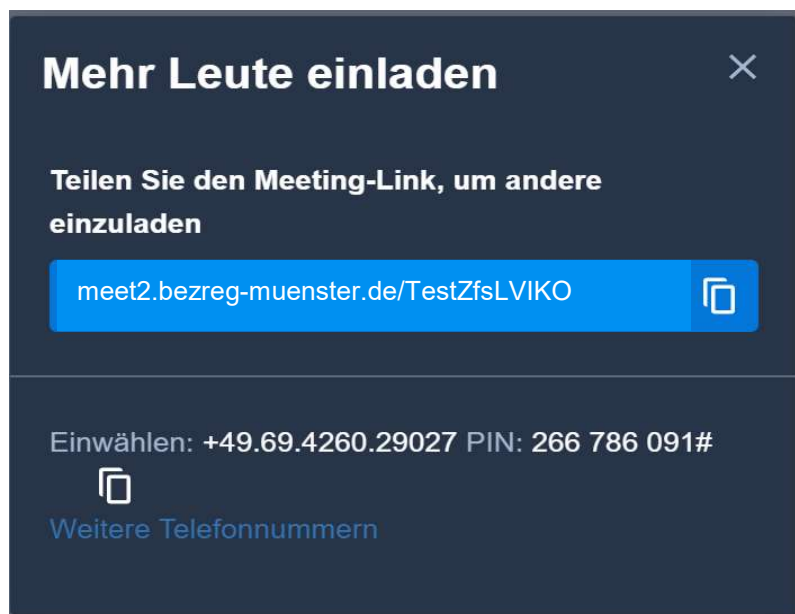 Mehr Leute einladen
Teilen Sie den Meeting-Link, um andere
einzuladen
meet2.bezreg-muenster.de/TestZfsLVIKO
Einwählen: +49.69.4260.29027 PIN: 266 786 091#
Weitere Telefonnummern